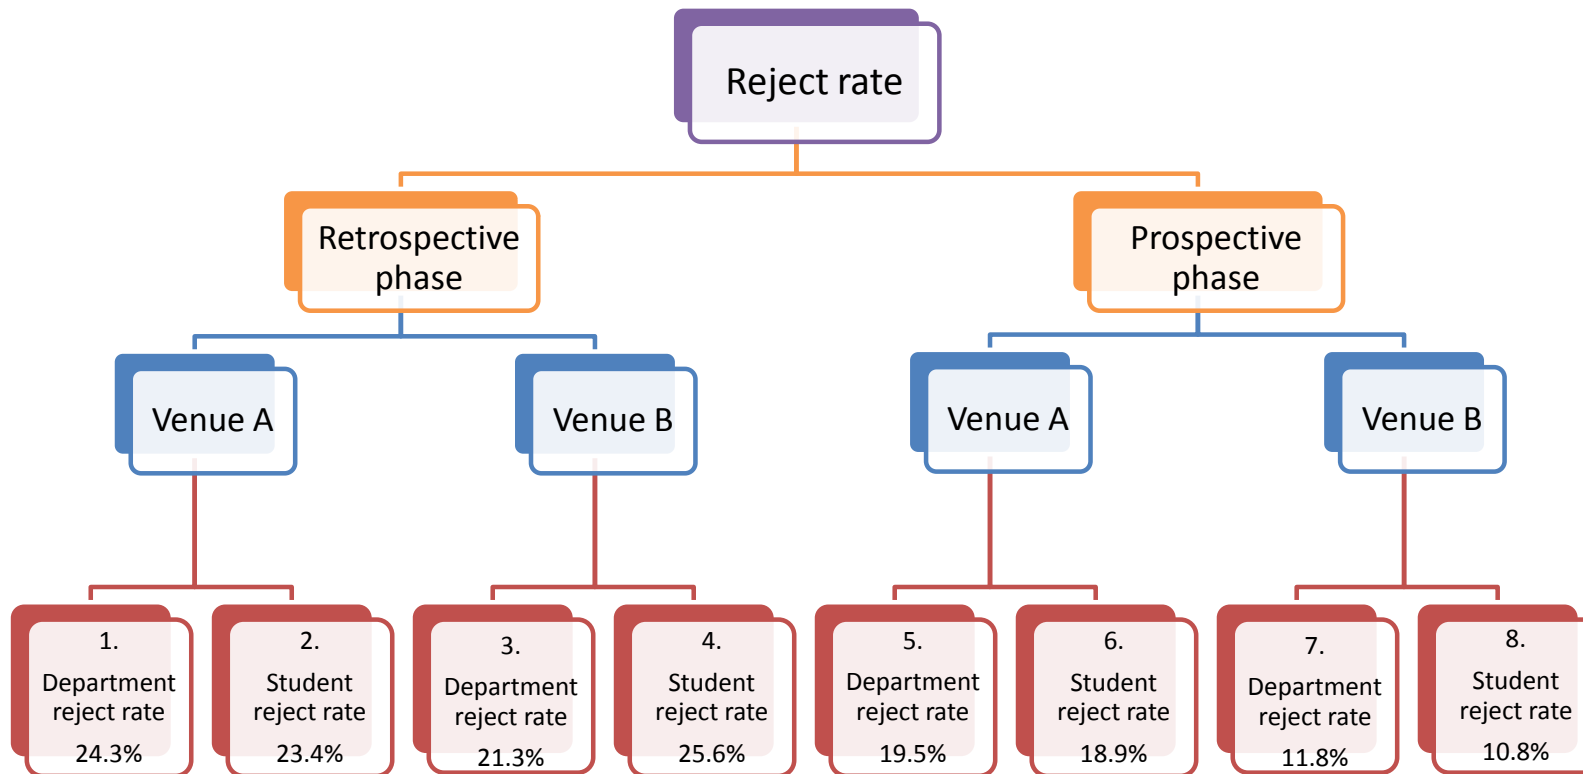 Reject rate
Retrospective
phase
Prospective
phase
Venue A
Venue B
Venue A
Venue B
1.
Department
reject rate
24.3%
2.
Student
reject rate
23.4%
3.
Department
reject rate
21.3%
4.
Student
reject rate
25.6%
5.
Department
reject rate
19.5%
6.
Student
reject rate
18.9%
7.
Department
reject rate
11.8%
8.
Student
reject rate
10.8%